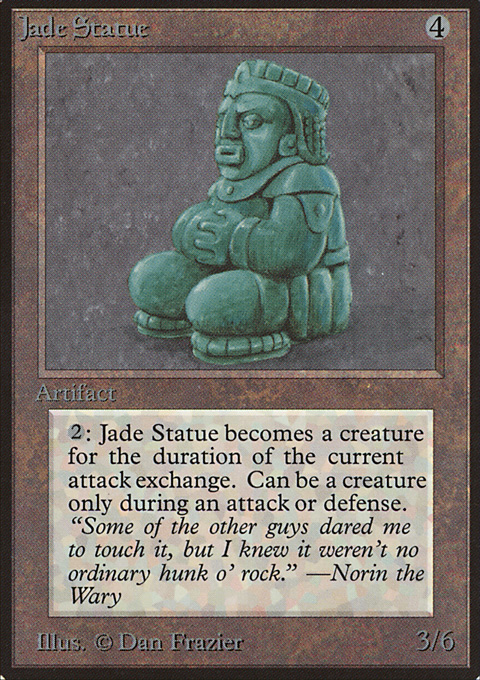 Jade Statue 4
Artifact
2: Jade Statue becomes a creature
for the duration of the current
attack exchange. Can be a creature
only during an attack or defense.
“Some of the other guys dared me
to touch it, but I knew it weren't no
ordinary hunk o' rock.” —Norin the
Wary
Illus. © Dan Frazier 3/6